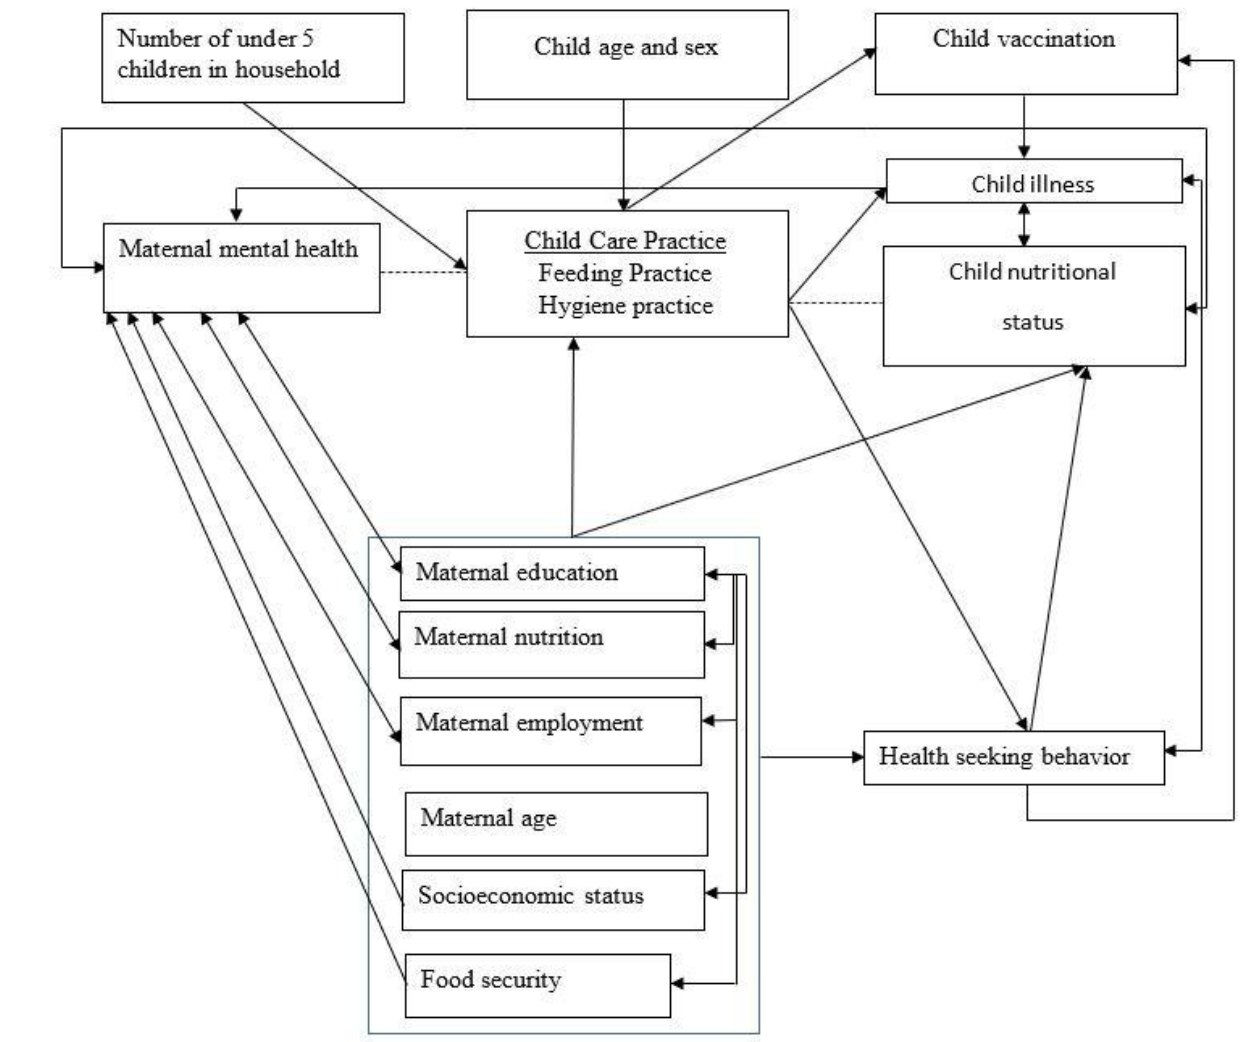 Number of under 5
children in household
Child age and sex
Child vaccination
Child illness
Maternal mental health
Child Care Practice
Feeding Practice
Hygiene practice
Child nutritional
status
Maternal education
Maternal nutrition
Maternal employment
Health seeking behavior
Maternal age
Socioeconomic status
Food security